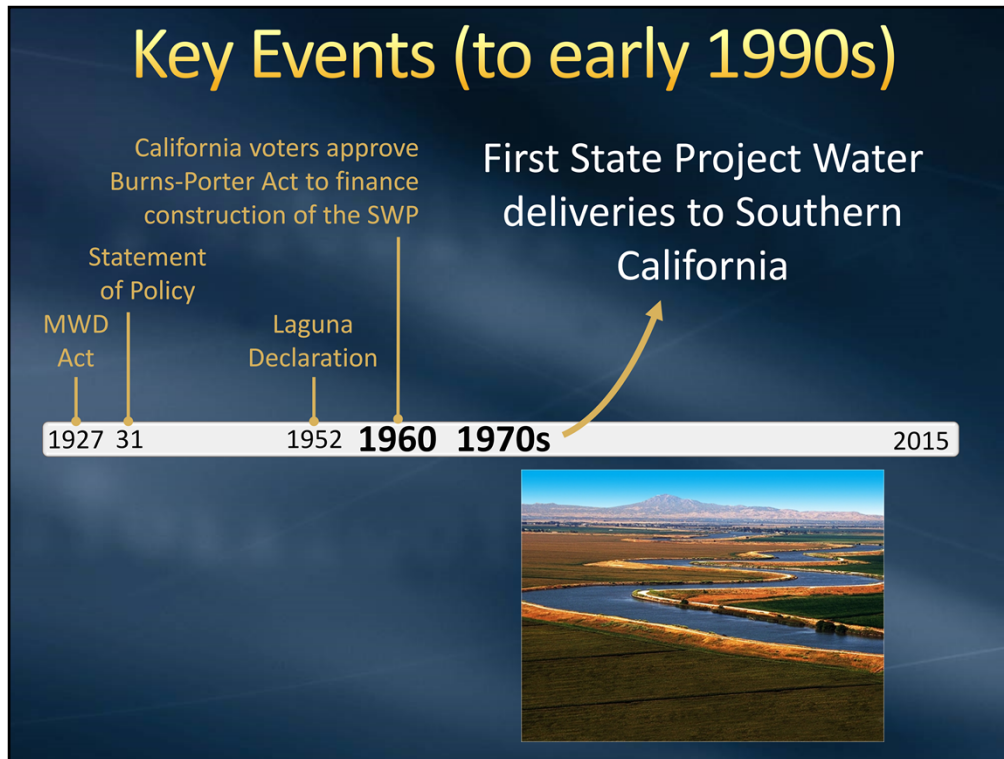 Key Events (to early 1990s)
California voters approve
Burns-Porter Act to finance
construction of the SWP
First State Project Water
deliveries to Southern
California
Statement
of Policy
MWD
Act
Laguna
Declaration
1927 31 1952 1960 1970s 2015